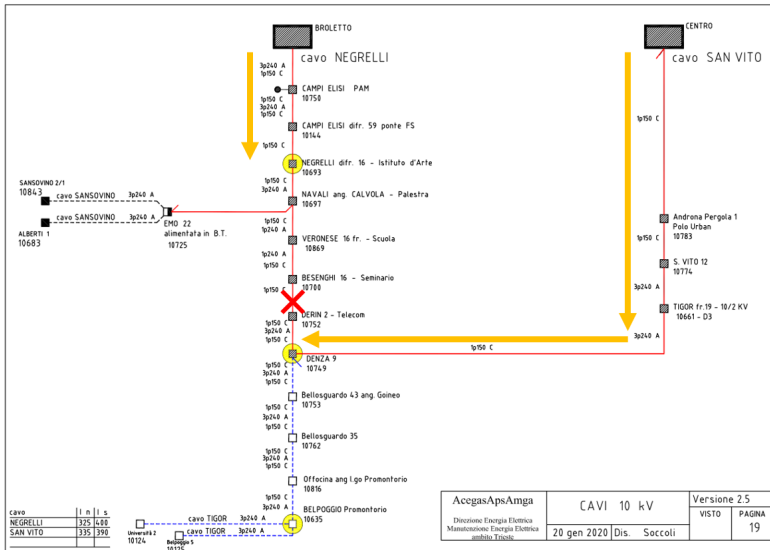 BROLETTO
cavo NEGRELLI
3p240 A
1p150 C
CAMPI ELISI PAM
10750
1p150 C
3p240 A
1p150 C
CAMPI ELISI difr. 59 ponte FS
10144
1p150 C
NEGRELLI difr. 16 - Istituto d'Arte
10693
1p150 C
3p240 A
NAVALI ang. CALVOLA - Palestra
10697
SANSOVINO 2/1
10843
cavo SANSOVINO 3p240 A
cavo SANSOVINO 3p240 A
ALBERTI 1
10683
EMO 22
alimentata in B.T.
10725
1p150 C
1p240 A
VERONESE 16 fr. - Scuola
10869
1p240 A
1p150 C
BESENGHI 16 - Seminario
10700
1p150 C
DERIN 2 - Telecom
10752
1p150 C
3p240 A
1p150 C
DENZA 9
10749
1p150 C
3p240 A
1p150 C
Bellosguardo 43 ang. Goineo
10753
1p150 C
3p240 A
1p150 C
Bellosguardo 35
10762
1p150 C
3p240 A
1p150 C
Offocina ang l.go Promontorio
10816
1p150 C
3p240 A
BELPOGGIO Promontorio
10635
cavo TIGOR 3p240 A
Università 2
10124
cavo TIGOR 3p240 A
Belpoggio 5
CENTRO
cavo SAN VITO
1p150 C
Androna Pergola 1
Polo Urban
10783
1p150 C
S. VITO 12
10774
3p240 A
TIGOR fr.19 - 10/2 KV
10661 - D3
3p240 A
1p150 C
cavo I n I s
NEGRELLI 325 400
SAN VITO 335 390
AcegasApsAmga
Direzione Energia Elettrica
Manutenzione Energia Elettrica
ambito Trieste
CAVI 10 kV
20 gen 2020 Dis. Soccoli
Versione 2.5
VISTO PAGINA
19